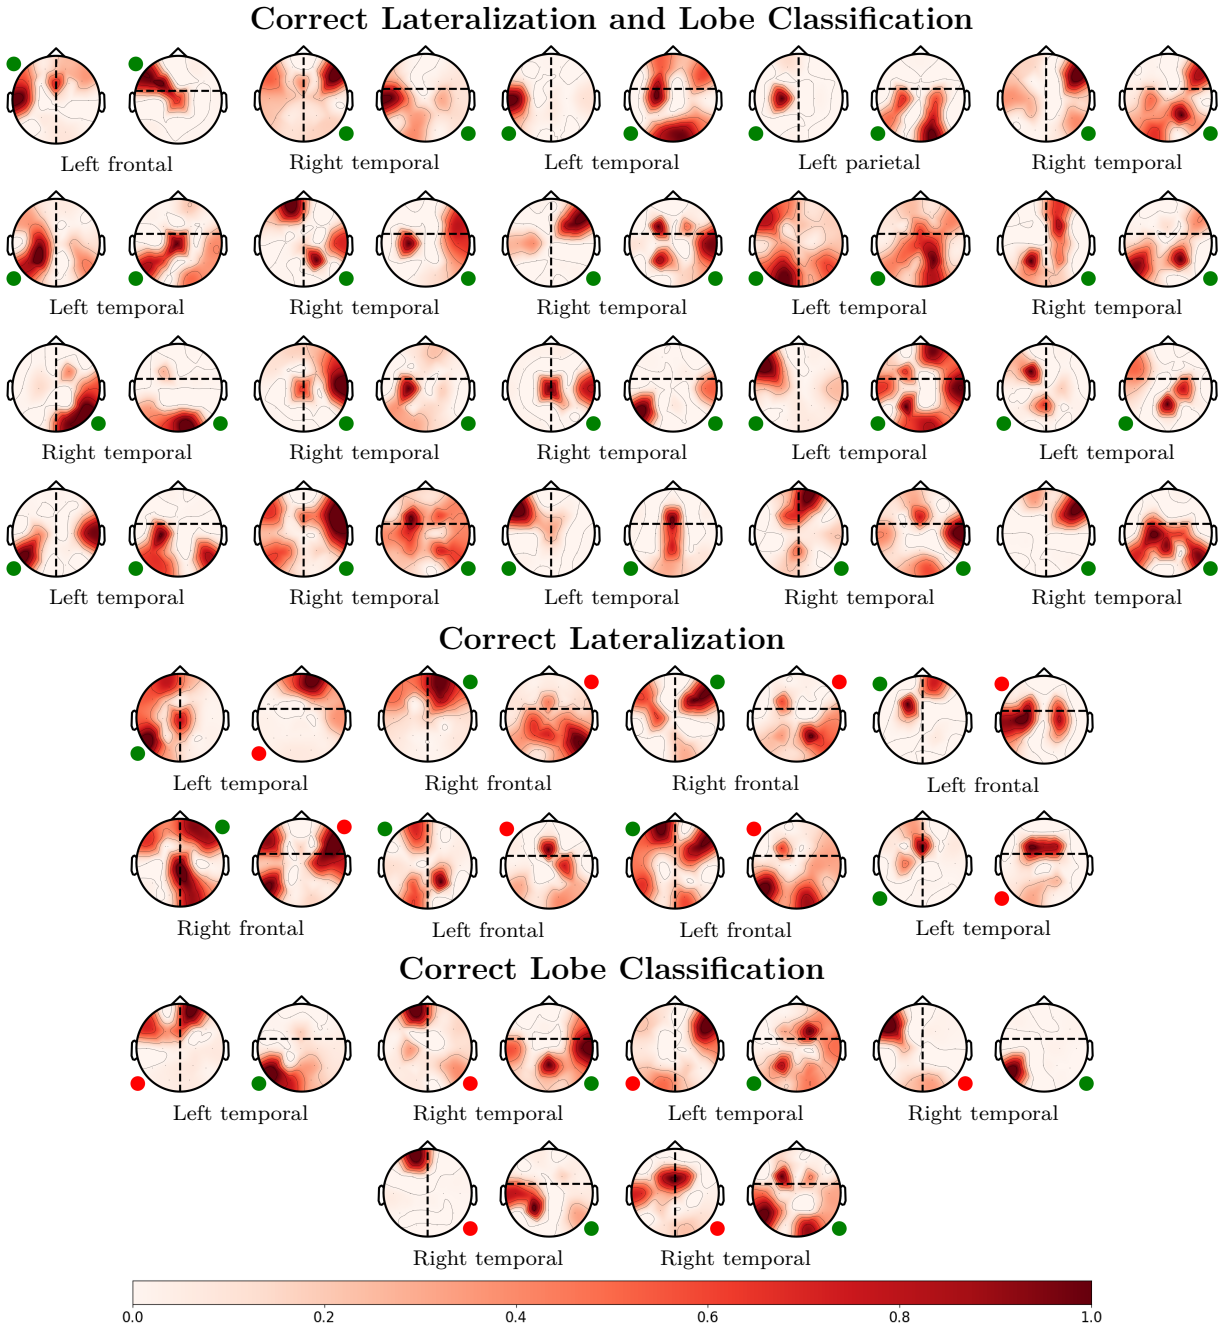 Correct Lateralization and Lobe Classification
Left frontal Right temporal Left temporal Left parietal Right temporal
Left temporal Right temporal Right temporal Left temporal Right temporal
Right temporal Right temporal Right temporal Left temporal Left temporal
Left temporal Right temporal Left temporal Right temporal Right temporal
Correct Lateralization
Left temporal Right frontal Right frontal Left frontal
Right frontal Left frontal Left frontal Left temporal
Correct Lobe Classification
Left temporal Right temporal Left temporal Right temporal
Right temporal Right temporal
0.0 0.2 0.4 0.6 0.8 1.0